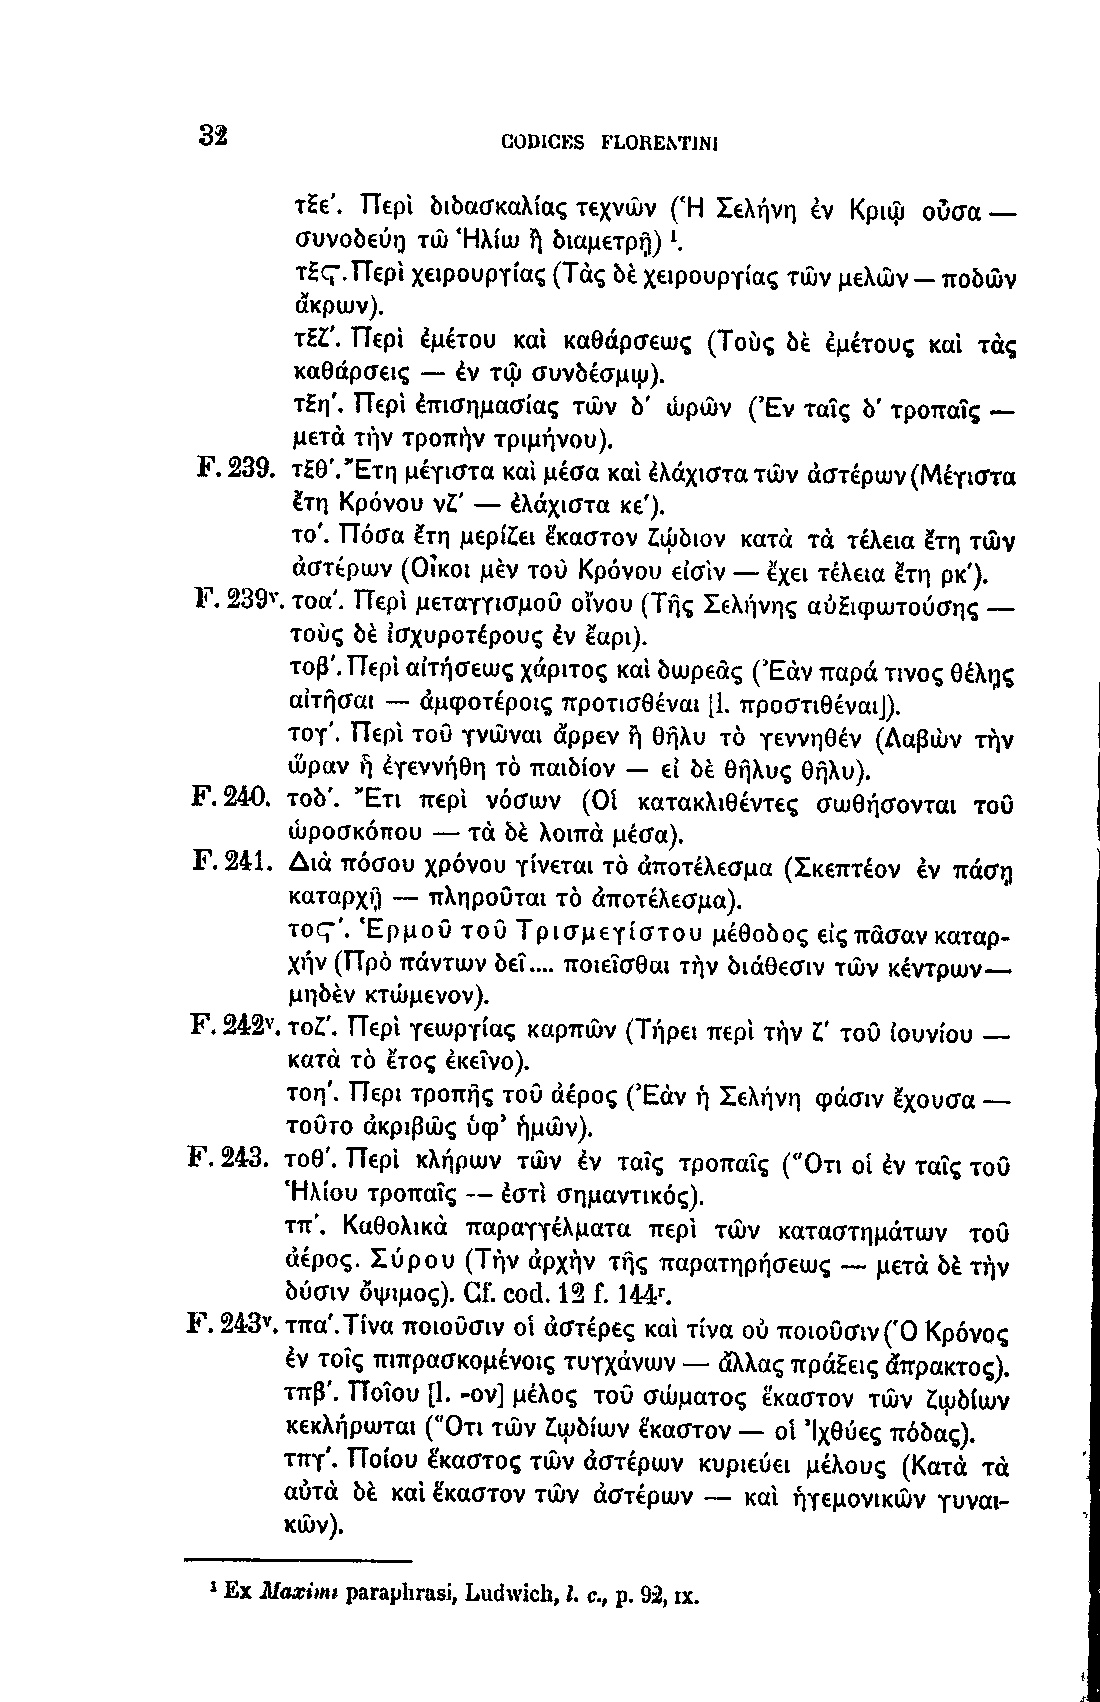 32 CODICES FLORENTINI
τξε'. Περὶ διδασκαλίας τεχνῶν (Ἡ Σελήνη ἐν Κριῷ οὖσα —
συνοδεύῃ τῶ Ἡλίω ἢ διαμετρῇ) ¹.
τξϛ'. Περὶ χειρουργίας (Τὰς δὲ χειρουργίας τῶν μελῶν — ποδῶν
ἄκρων).
τξζ'. Περὶ ἐμέτου καὶ καθάρσεως (Τοὺς δὲ ἐμέτους καὶ τὰς
καθάρσεις — ἐν τῷ συνδέσμῳ).
τξη'. Περὶ ἐπισημασίας τῶν δ' ὡρῶν (Ἐν ταῖς δ' τροπαῖς —
μετὰ τὴν τροπὴν τριμήνου).
F. 239. τξθ'. Ἔτη μέγιστα καὶ μέσα καὶ ἐλάχιστα τῶν ἀστέρων (Μέγιστα
ἔτη Κρόνου νζ' — ἐλάχιστα κε').
το'. Πόσα ἔτη μερίζει ἕκαστον ζῴδιον κατὰ τὰ τέλεια ἔτη τῶν
ἀστέρων (Οἶκοι μὲν τοῦ Κρόνου εἰσὶν — ἔχει τέλεια ἔτη ρκ').
F. 239ᵛ. τοα'. Περὶ μεταγγισμοῦ οἴνου (Τῆς Σελήνης αὐξιφωτούσης —
τοὺς δὲ ἰσχυροτέρους ἐν ἔαρι).
τοβ'. Περὶ αἰτήσεως χάριτος καὶ δωρεᾶς (Ἐὰν παρά τινος θέλῃς
αἰτῆσαι — ἀμφοτέροις προτισθέναι [l. προστιθέναι]).
τογ'. Περὶ τοῦ γνῶναι ἄρρεν ἢ θῆλυ τὸ γεννηθέν (Λαβὼν τὴν
ὥραν ᾗ ἐγεννήθη τὸ παιδίον — εἰ δὲ θῆλυς θῆλυ).
F. 240. τοδ'. Ἔτι περὶ νόσων (Οἱ κατακλιθέντες σωθήσονται τοῦ
ὡροσκόπου — τὰ δὲ λοιπὰ μέσα).
F. 241. Διὰ πόσου χρόνου γίνεται τὸ ἀποτέλεσμα (Σκεπτέον ἐν πάσῃ
καταρχῇ — πληροῦται τὸ ἀποτέλεσμα).
τοϛ'. Ἑρμοῦ τοῦ Τρισμεγίστου μέθοδος εἰς πᾶσαν καταρ-
χήν (Πρὸ πάντων δεῖ .... ποιεῖσθαι τὴν διάθεσιν τῶν κέντρων —
μηδὲν κτώμενον).
F. 242ᵛ. τοζ'. Περὶ γεωργίας καρπῶν (Τήρει περὶ τὴν ζ' τοῦ ἰουνίου —
κατὰ τὸ ἔτος ἐκεῖνο).
τοη'. Περι τροπῆς τοῦ ἀέρος (Ἐὰν ἡ Σελήνη φάσιν ἔχουσα —
τοῦτο ἀκριβῶς ὑφ' ἡμῶν).
F. 243. τοθ'. Περὶ κλήρων τῶν ἐν ταῖς τροπαῖς (Ὅτι οἱ ἐν ταῖς τοῦ
Ἡλίου τροπαῖς — ἐστὶ σημαντικός).
τπ'. Καθολικὰ παραγγέλματα περὶ τῶν καταστημάτων τοῦ
ἀέρος. Σύρου (Τὴν ἀρχὴν τῆς παρατηρήσεως — μετὰ δὲ τὴν
δύσιν ὄψιμος). Cf. cod. 12 f. 144ʳ.
F. 243ᵛ. τπα'. Τίνα ποιοῦσιν οἱ ἀστέρες καὶ τίνα οὐ ποιοῦσιν (Ὁ Κρόνος
ἐν τοῖς πιπρασκομένοις τυγχάνων — ἄλλας πράξεις ἄπρακτος).
τπβ'. Ποῖου [l. -ον] μέλος τοῦ σώματος ἕκαστον τῶν ζῳδίων
κεκλήρωται (Ὅτι τῶν ζῳδίων ἕκαστον — οἱ Ἰχθύες πόδας).
τπγ'. Ποίου ἕκαστος τῶν ἀστέρων κυριεύει μέλους (Κατὰ τὰ
αὐτὰ δὲ καὶ ἕκαστον τῶν ἀστέρων — καὶ ἡγεμονικῶν γυναι-
κῶν).
¹ Ex Maximi paraphrasi, Ludwich, l. c., p. 92, IX.